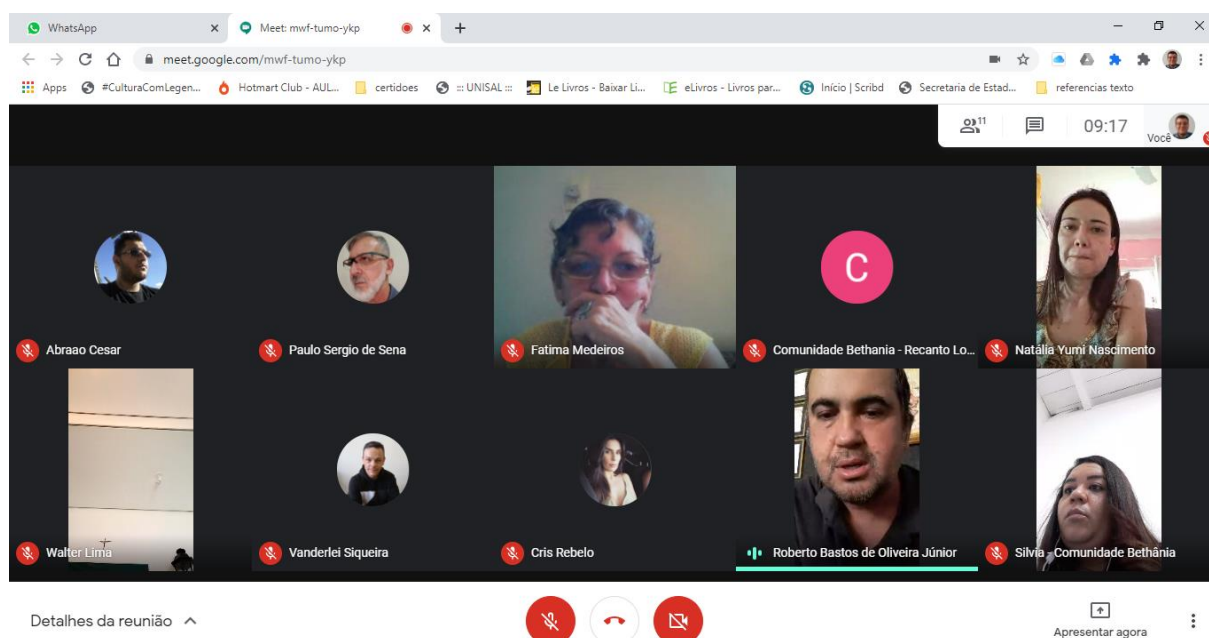 WhatsApp
Meet: mwf-tumo-ykp
meet.google.com/mwf-tumo-ykp
Apps #CulturaComLegen... Hotmart Club - AUL... certidoes ::: UNISAL ::: Le Livros - Baixar Li... eLivros - Livros par... Início | Scribd Secretaria de Estad... referencias texto
11 09:17 Você
Abraao Cesar
Paulo Sergio de Sena
Fatima Medeiros
C
Comunidade Bethania - Recanto Lo...
Natália Yumi Nascimento
Walter Lima
Vanderlei Siqueira
Cris Rebelo
Roberto Bastos de Oliveira Júnior
Silvia - Comunidade Bethânia
Detalhes da reunião
Apresentar agora